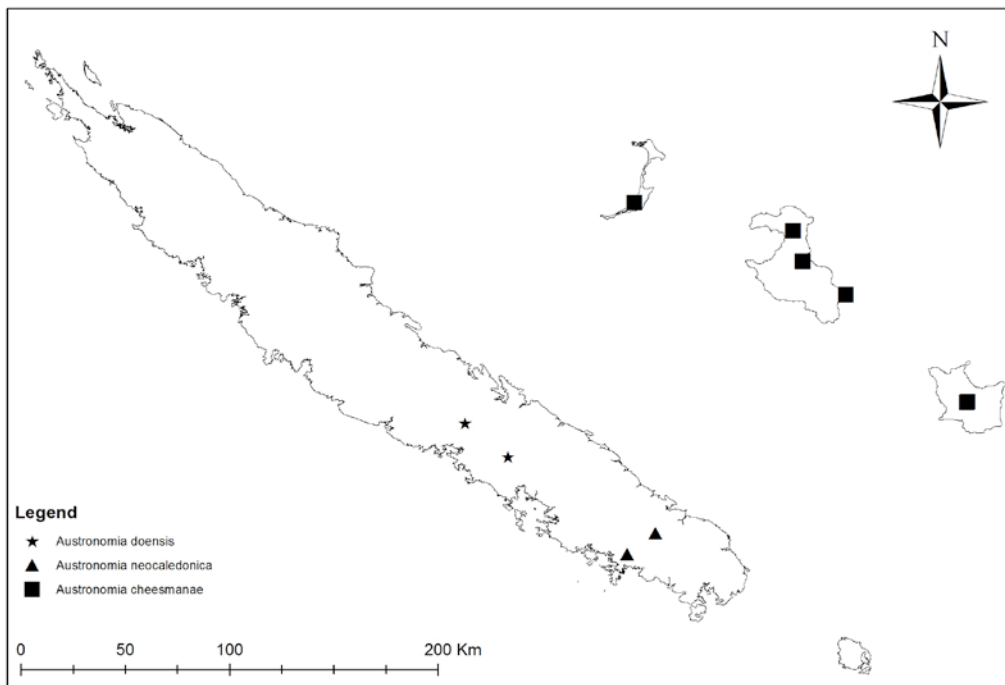 N
Legend
Austronomia doensis
Austronomia neocaledonica
Austronomia cheesmanae
0 50 100 200 Km